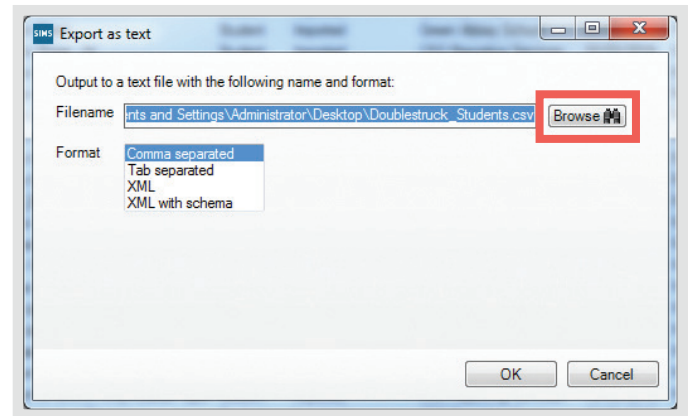 SIMS Export as text
Output to a text file with the following name and format:
Filename ents and Settings\Administrator\Desktop\Doublestruck_Students.csv Browse
Format Comma separated
Tab separated
XML
XML with schema
OK Cancel